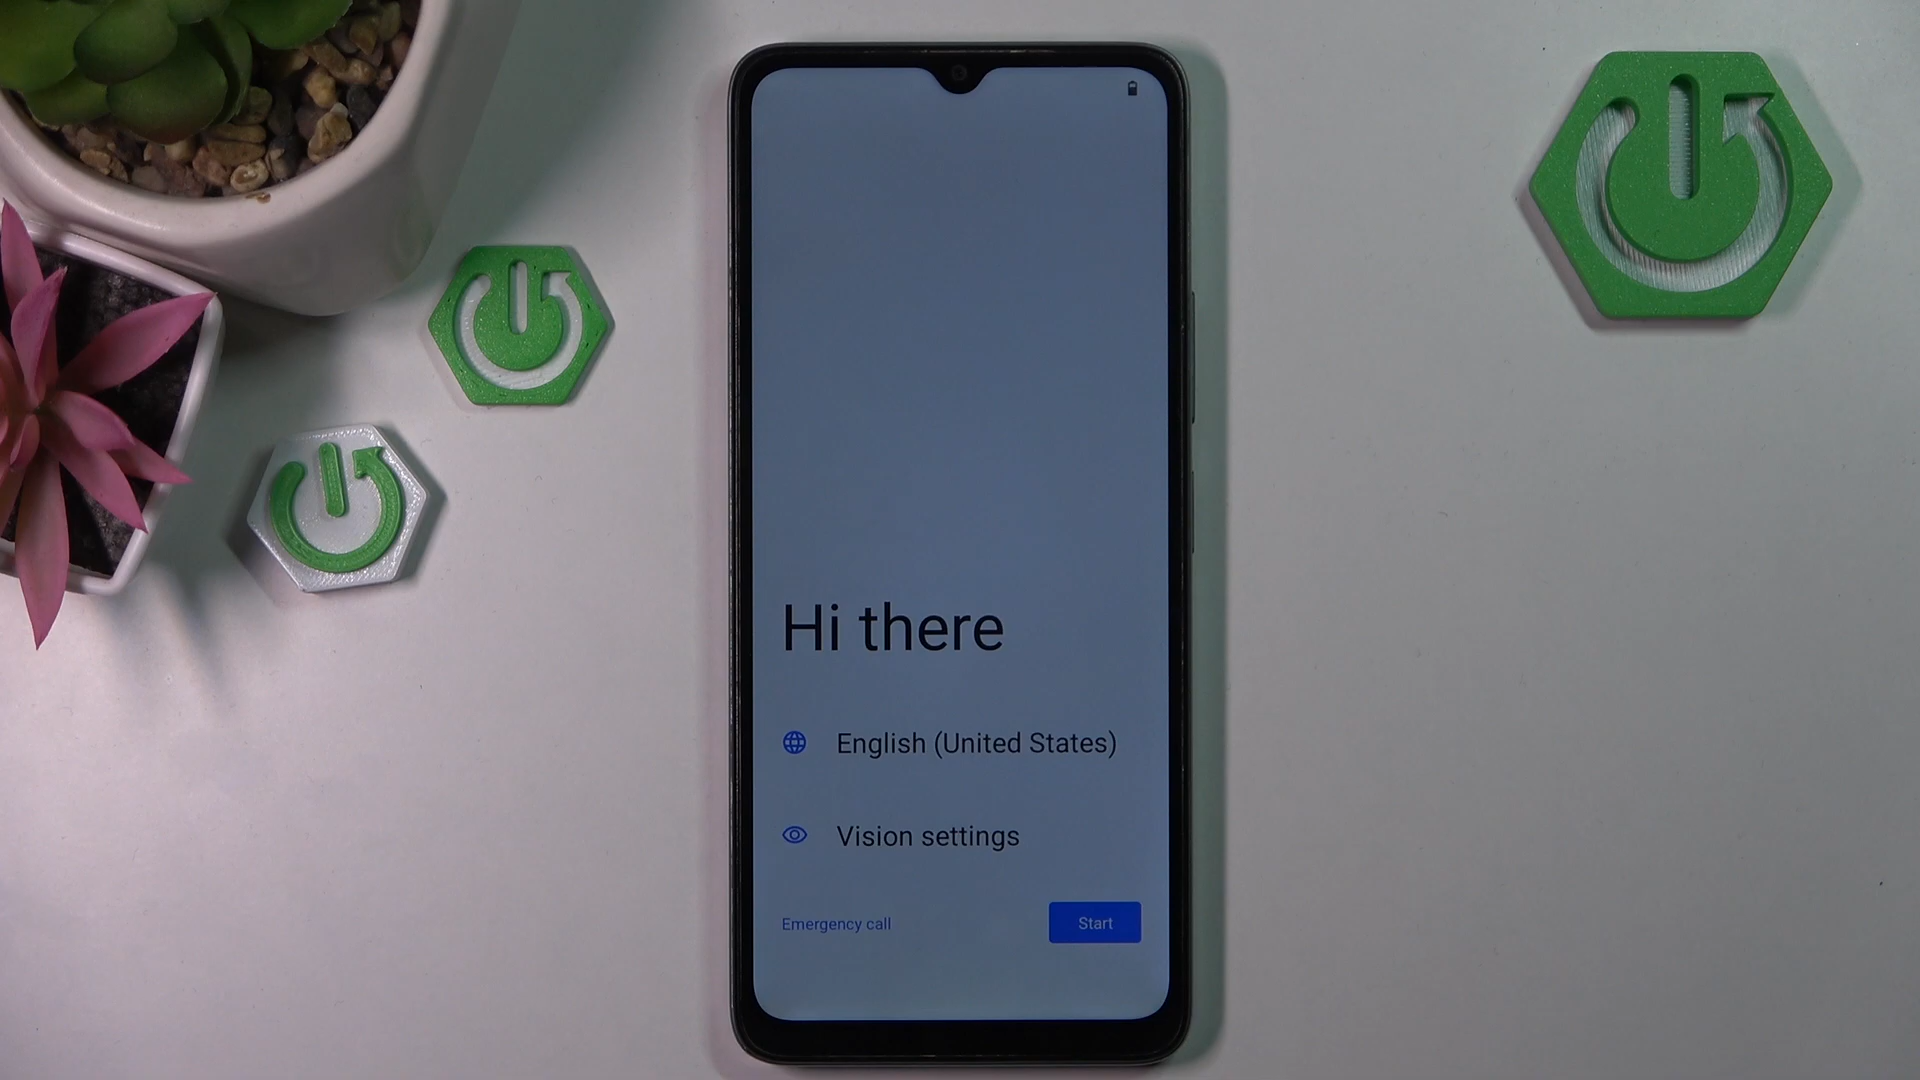 Hi there
English (United States)
Vision settings
Emergency call
Start